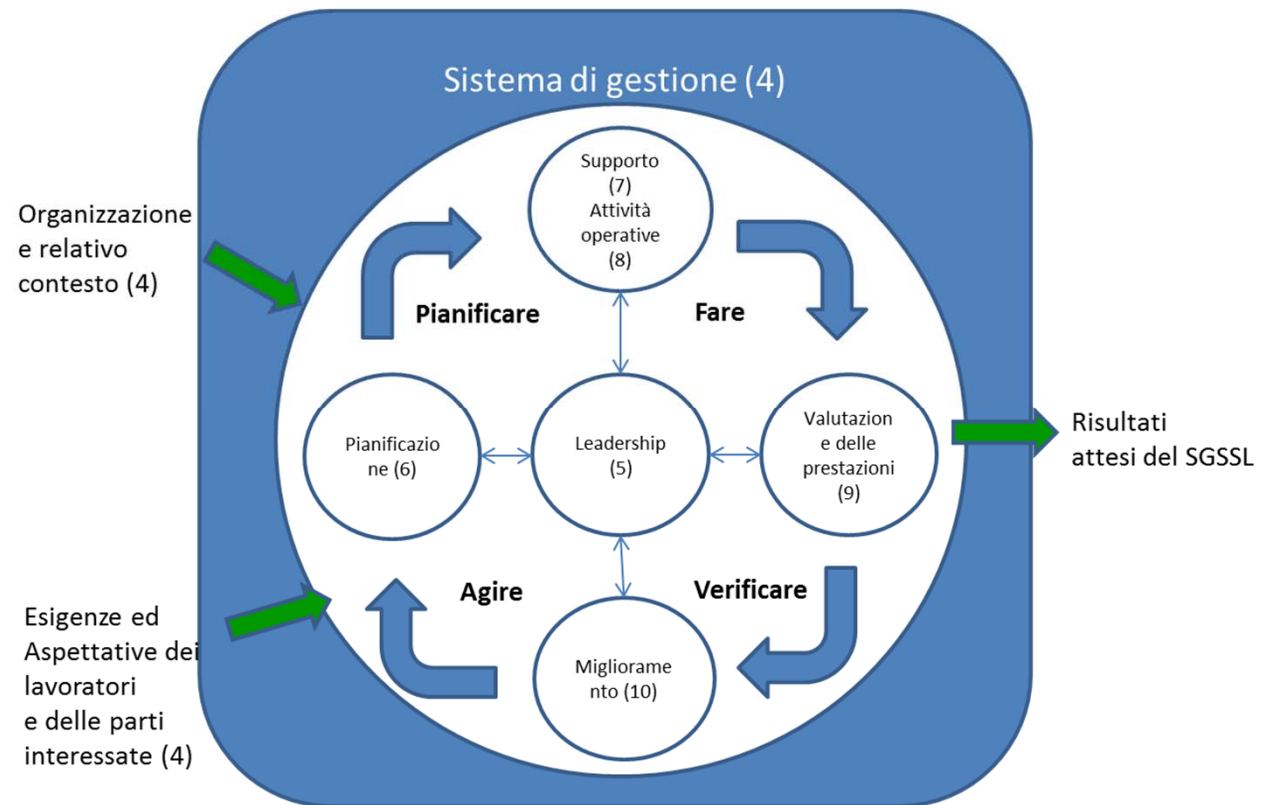 Sistema di gestione (4)
Organizzazione
e relativo
contesto (4)
Supporto
(7)
Attività
operative
(8)
Pianificare
Fare
Pianificazio
ne (6)
Leadership
(5)
Valutazion
e delle
prestazioni
(9)
Risultati
attesi del SGSSL
Agire
Verificare
Esigenze ed
Aspettative dei
lavoratori
e delle parti
interessate (4)
Migliorame
nto (10)